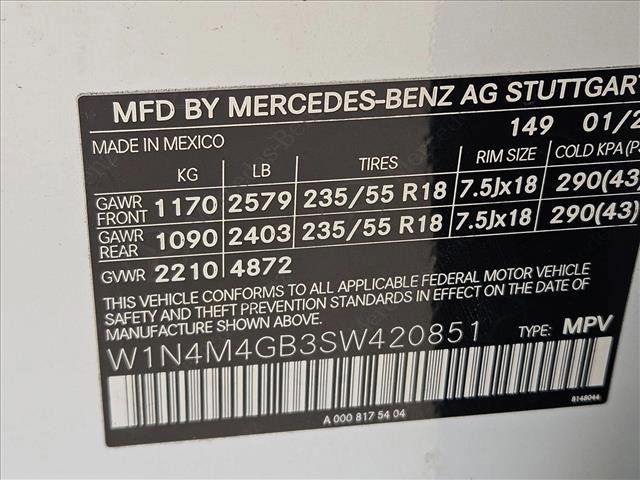 MFD BY MERCEDES-BENZ AG STUTTGART
MADE IN MEXICO 149 01/2
KG LB TIRES RIM SIZE COLD KPA(P
GAWR FRONT 1170 2579 235/55 R18 7.5Jx18 290(43)
GAWR REAR 1090 2403 235/55 R18 7.5Jx18 290(43)
GVWR 2210 4872
THIS VEHICLE CONFORMS TO ALL APPLICABLE FEDERAL MOTOR VEHICLE
SAFETY AND THEFT PREVENTION STANDARDS IN EFFECT ON THE DATE OF
MANUFACTURE SHOWN ABOVE.
W1N4M4GB3SW420851 TYPE: MPV
A 000 817 54 04
8148044